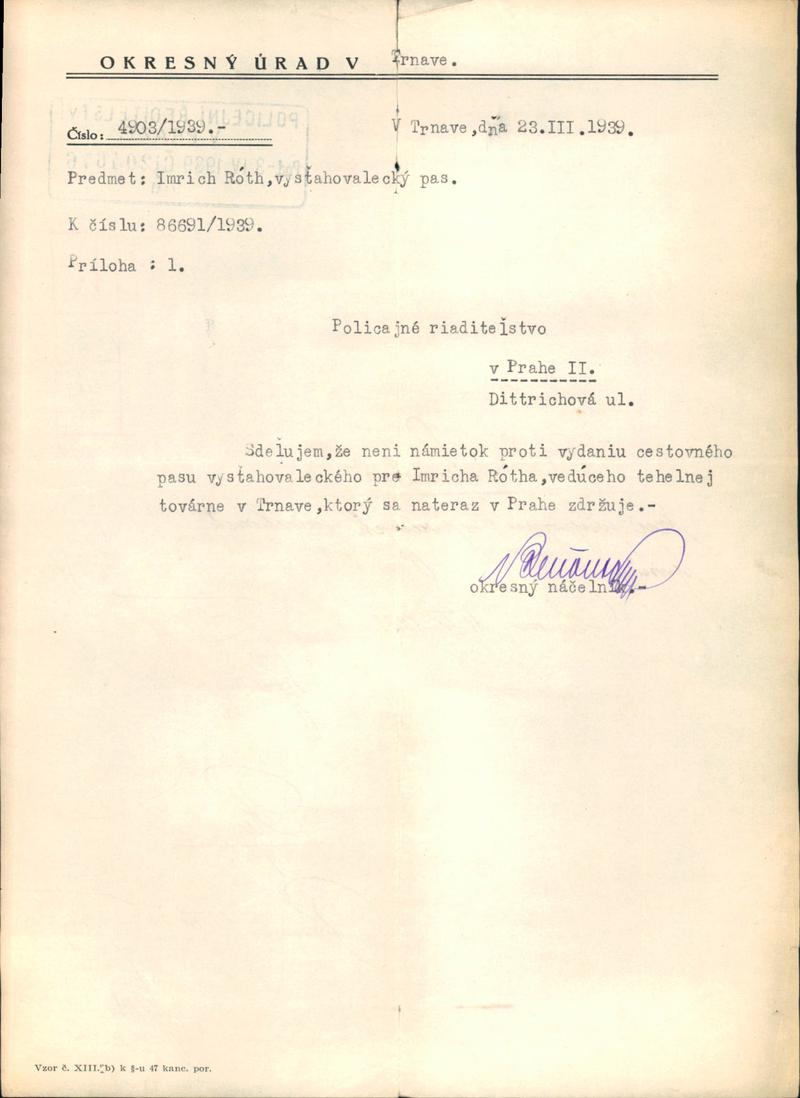 OKRESNÝ ÚRAD V Trnave.
Číslo: 4903/1939.-
V Trnave,dňa 23.III.1939.
Predmet: Imrich Róth,vysťahovalecký pas.
K číslu: 86691/1939.
Príloha : 1.
Policajné riaditeľstvo
v Prahe II.
Dittrichová ul.
Sdelujem,že neni námietok proti vydaniu cestovného
pasu vysťahovaleckého pre Imricha Rótha,vedúceho tehelnej
továrne v Trnave,ktorý sa nateraz v Prahe zdržuje.-
okresný náčelník.-
Vzor č. XIII. b) k §-u 47 kanc. por.